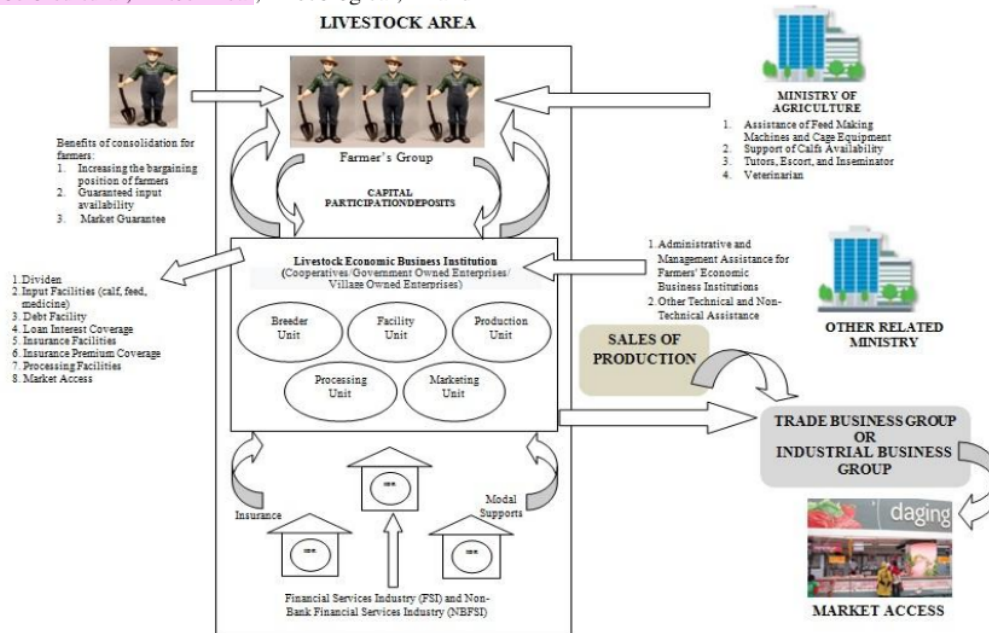 LIVESTOCK AREA
Farmer's Group
CAPITAL
PARTICIPATION/DEPOSITS
Benefits of consolidation for
farmers:
1. Increasing the bargaining
position of farmers
2. Guaranteed input
availability
3. Market Guarantee
MINISTRY OF
AGRICULTURE
1. Assistance of Feed Making
Machines and Cage Equipment
2. Support of Calfs Availability
3. Tutors, Escort, and Inseminator
4. Veterinarian
1. Dividen
2. Input Facilities (calf, feed,
medicine)
3. Debt Facility
4. Loan Interest Coverage
5. Insurance Facilities
6. Insurance Premium Coverage
7. Processing Facilities
8. Market Access
Livestock Economic Business Institution
(Cooperatives/Government Owned Enterprises/
Village Owned Enterprises)
Breeder
Unit
Facility
Unit
Production
Unit
Processing
Unit
Marketing
Unit
1. Administrative and
Management Assistance for
Farmers' Economic
Business Institutions
2. Other Technical and Non-
Technical Assistance
OTHER RELATED
MINISTRY
SALES OF
PRODUCTION
TRADE BUSINESS GROUP
OR
INDUSTRIAL BUSINESS
GROUP
daging
MARKET ACCESS
Insurance
Modal
Supports
Financial Services Industry (FSI) and Non-
Bank Financial Services Industry (NBFSI)